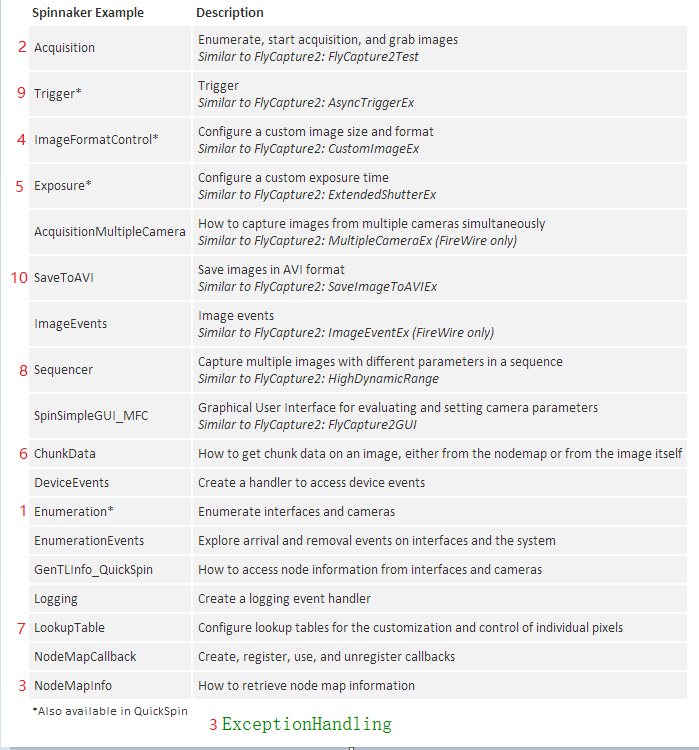 Spinnaker Example Description
2 Acquisition Enumerate, start acquisition, and grab images
Similar to FlyCapture2: FlyCapture2Test
9 Trigger* Trigger
Similar to FlyCapture2: AsyncTriggerEx
4 ImageFormatControl* Configure a custom image size and format
Similar to FlyCapture2: CustomImageEx
5 Exposure* Configure a custom exposure time
Similar to FlyCapture2: ExtendedShutterEx
AcquisitionMultipleCamera How to capture images from multiple cameras simultaneously
Similar to FlyCapture2: MultipleCameraEx (FireWire only)
10 SaveToAVI Save images in AVI format
Similar to FlyCapture2: SaveImageToAVIEx
ImageEvents Image events
Similar to FlyCapture2: ImageEventEx (FireWire only)
8 Sequencer Capture multiple images with different parameters in a sequence
Similar to FlyCapture2: HighDynamicRange
SpinSimpleGUI_MFC Graphical User Interface for evaluating and setting camera parameters
Similar to FlyCapture2: FlyCapture2GUI
6 ChunkData How to get chunk data on an image, either from the nodemap or from the image itself
DeviceEvents Create a handler to access device events
1 Enumeration* Enumerate interfaces and cameras
EnumerationEvents Explore arrival and removal events on interfaces and the system
GenTLInfo_QuickSpin How to access node information from interfaces and cameras
Logging Create a logging event handler
7 LookupTable Configure lookup tables for the customization and control of individual pixels
NodeMapCallback Create, register, use, and unregister callbacks
3 NodeMapInfo How to retrieve node map information
*Also available in QuickSpin
3 ExceptionHandling